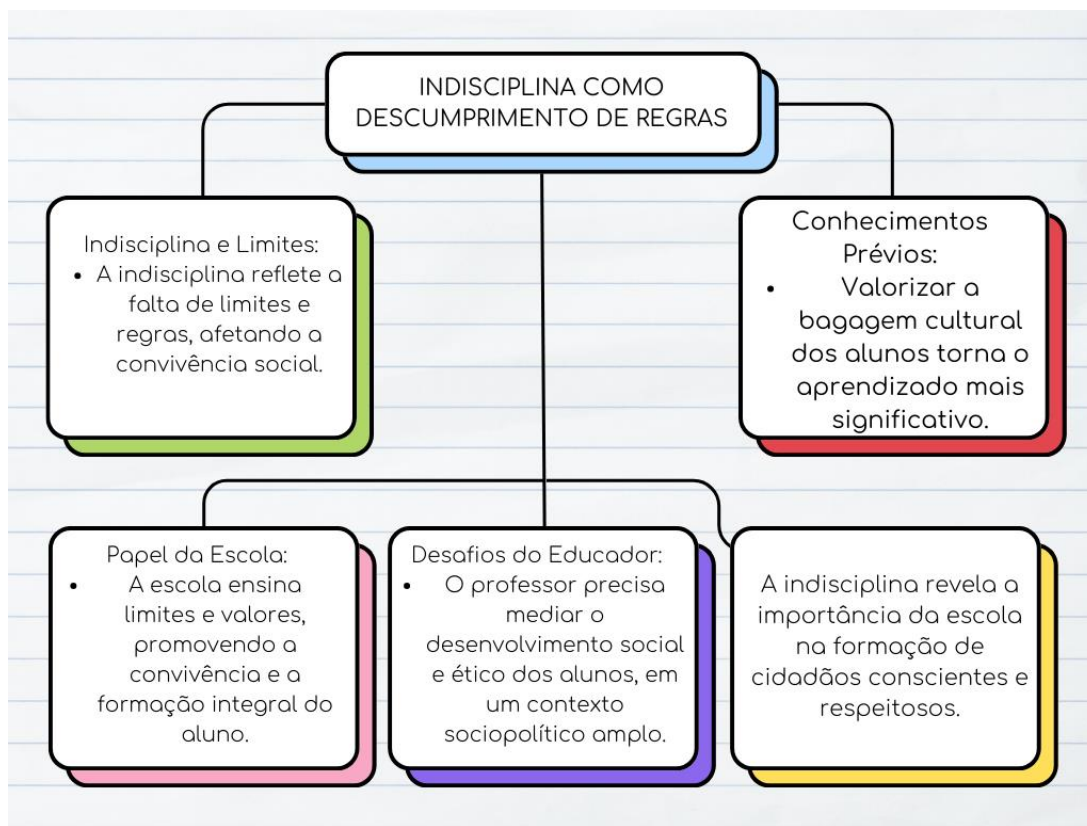 INDISCIPLINA COMO
DESCUMPRIMENTO DE REGRAS
Indisciplina e Limites:
• A indisciplina reflete a
falta de limites e
regras, afetando a
convivência social.
Conhecimentos
Prévios:
• Valorizar a
bagagem cultural
dos alunos torna o
aprendizado mais
significativo.
Papel da Escola:
• A escola ensina
limites e valores,
promovendo a
convivência e a
formação integral do
aluno.
Desafios do Educador:
• O professor precisa
mediar o
desenvolvimento social
e ético dos alunos, em
um contexto
sociopolítico amplo.
A indisciplina revela a
importância da escola
na formação de
cidadãos conscientes e
respeitosos.